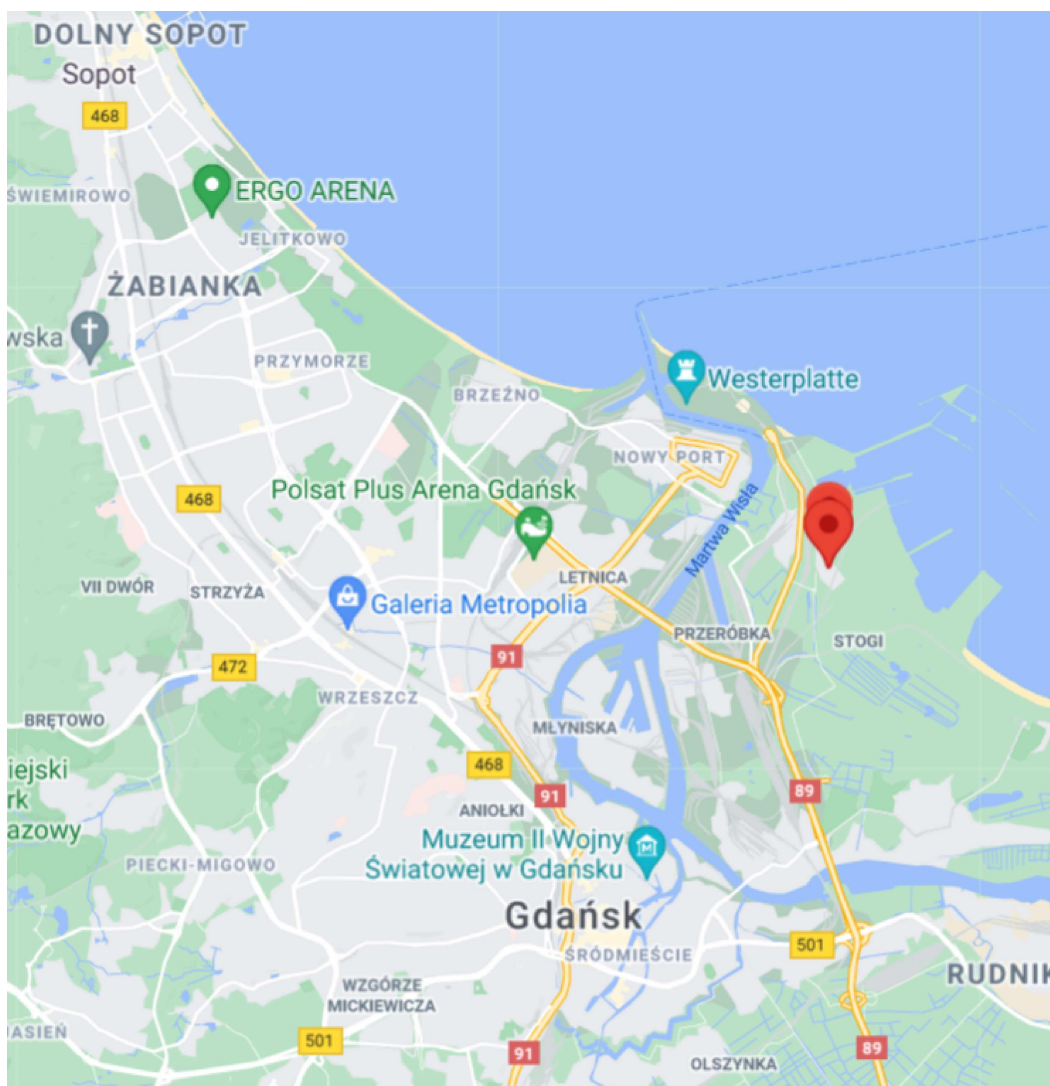 DOLNY SOPOT
Sopot
468
ŚWIEMIROWO
ERGO ARENA
JELITKOWO
ŻABIANKA
wska
PRZYMORZE
Westerplatte
BRZEŹNO
NOWY PORT
468
Polsat Plus Arena Gdańsk
Martwa Wisła
VII DWÓR
STRZYŻA
LETNICA
Galeria Metropolia
PRZERÓBKA
STOGI
91
472
WRZESZCZ
BRĘTOWO
MŁYNISKA
468
iejski
rk
azowy
91
89
ANIOŁKI
Muzeum II Wojny
Światowej w Gdańsku
PIECKI-MIGOWO
Gdańsk
501
ŚRÓDMIEŚCIE
RUDNIK
WZGÓRZE
MICKIEWICZA
JASIEŃ
501
91
89
OLSZYNKA